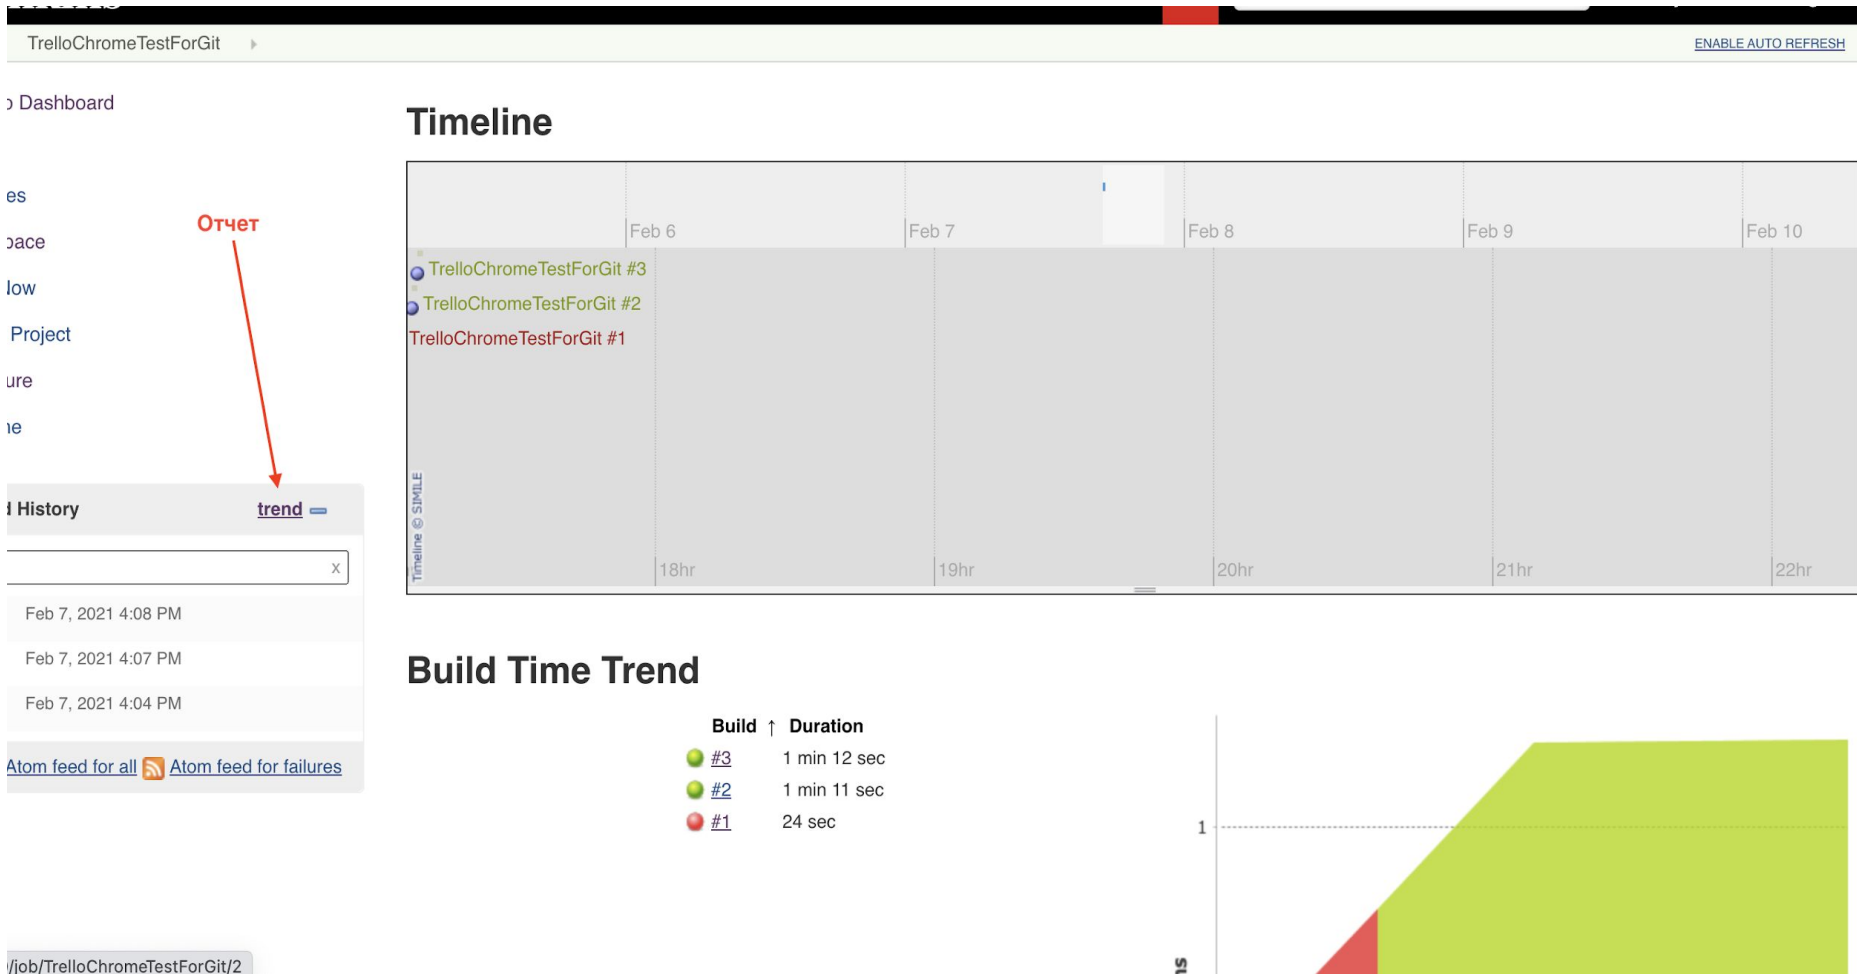 TrelloChromeTestForGit
ENABLE AUTO REFRESH
o Dashboard
es
pace
Now
Project
ure
ne
Отчет
d History
trend
x
Feb 7, 2021 4:08 PM
Feb 7, 2021 4:07 PM
Feb 7, 2021 4:04 PM
Atom feed for all Atom feed for failures
/job/TrelloChromeTestForGit/2
Timeline
Feb 6 Feb 7 Feb 8 Feb 9 Feb 10
TrelloChromeTestForGit #3
TrelloChromeTestForGit #2
TrelloChromeTestForGit #1
Timeline © SIMILE
18hr 19hr 20hr 21hr 22hr
Build Time Trend
Build ↑ Duration
#3 1 min 12 sec
#2 1 min 11 sec
#1 24 sec
1